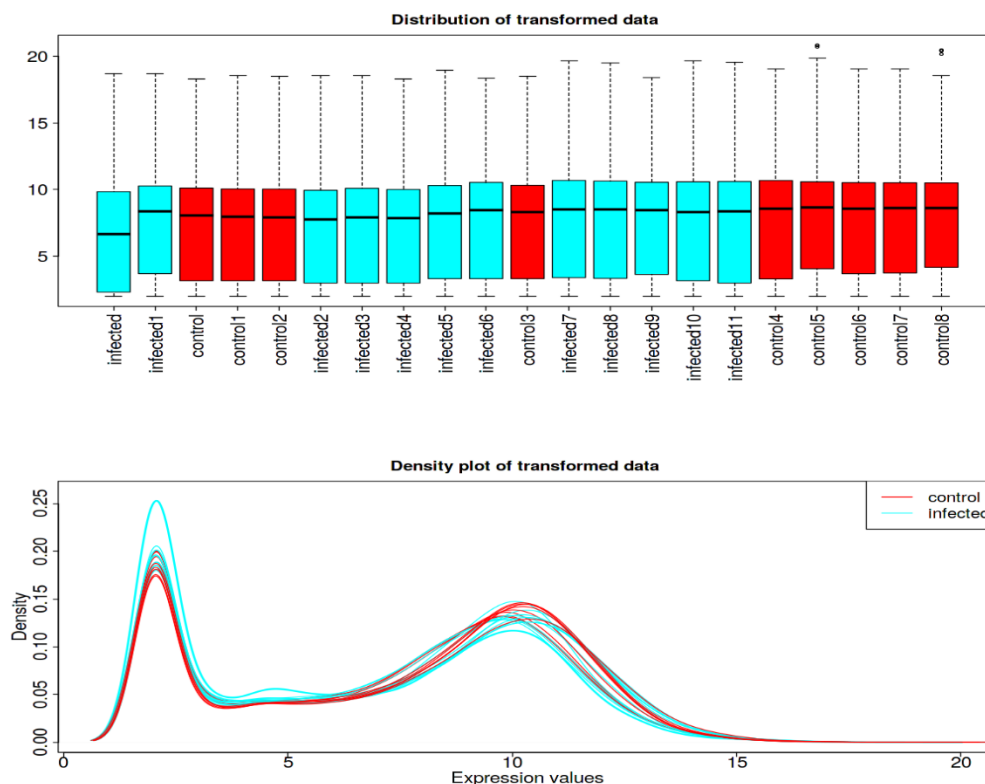 Distribution of transformed data
20
15
10
5
infected
infected1
control
control1
control2
infected2
infected3
infected4
infected5
infected6
control3
infected7
infected8
infected9
infected10
infected11
control4
control5
control6
control7
control8
Density plot of transformed data
control
infected
Density
0.25
0.20
0.15
0.10
0.05
0.00
0 5 10 15 20
Expression values